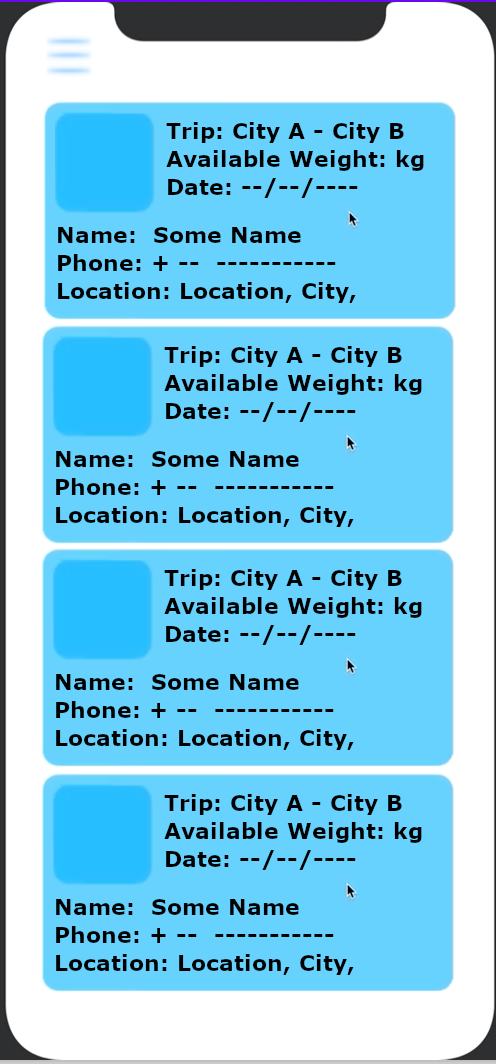 Trip: City A - City B
Available Weight: kg
Date: --/--/----
Name:  Some Name
Phone: + --  -----------
Location: Location, City,
Trip: City A - City B
Available Weight: kg
Date: --/--/----
Name:  Some Name
Phone: + --  -----------
Location: Location, City,
Trip: City A - City B
Available Weight: kg
Date: --/--/----
Name:  Some Name
Phone: + --  -----------
Location: Location, City,
Trip: City A - City B
Available Weight: kg
Date: --/--/----
Name:  Some Name
Phone: + --  -----------
Location: Location, City,